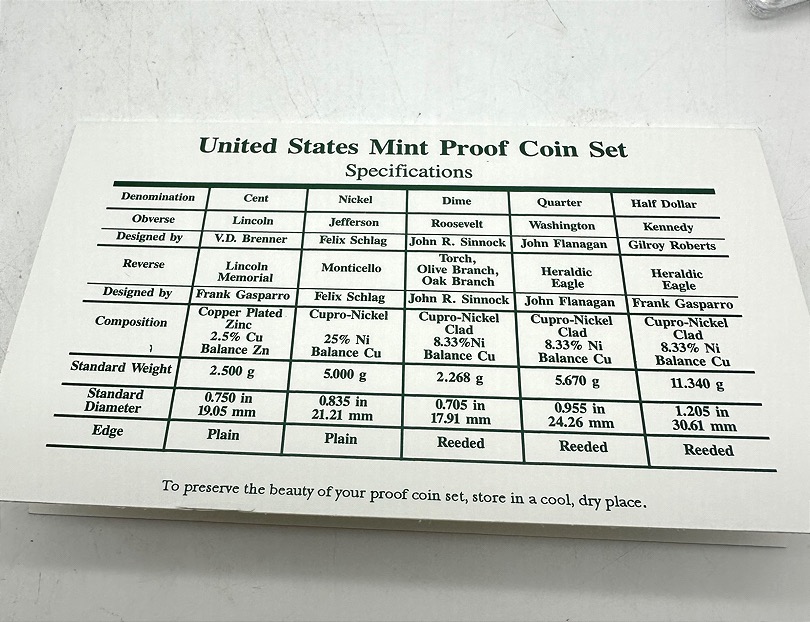 United States Mint Proof Coin Set
Specifications
Denomination Cent Nickel Dime Quarter Half Dollar
Obverse Lincoln Jefferson Roosevelt Washington Kennedy
Designed by V.D. Brenner Felix Schlag John R. Sinnock John Flanagan Gilroy Roberts
Reverse Lincoln Memorial Monticello Torch, Olive Branch, Oak Branch Heraldic Eagle Heraldic Eagle
Designed by Frank Gasparro Felix Schlag John R. Sinnock John Flanagan Frank Gasparro
Composition Copper Plated Zinc 2.5% Cu Balance Zn Cupro-Nickel 25% Ni Balance Cu Cupro-Nickel Clad 8.33%Ni Balance Cu Cupro-Nickel Clad 8.33% Ni Balance Cu Cupro-Nickel Clad 8.33% Ni Balance Cu
Standard Weight 2.500 g 5.000 g 2.268 g 5.670 g 11.340 g
Standard Diameter 0.750 in 19.05 mm 0.835 in 21.21 mm 0.705 in 17.91 mm 0.955 in 24.26 mm 1.205 in 30.61 mm
Edge Plain Plain Reeded Reeded Reeded
To preserve the beauty of your proof coin set, store in a cool, dry place.